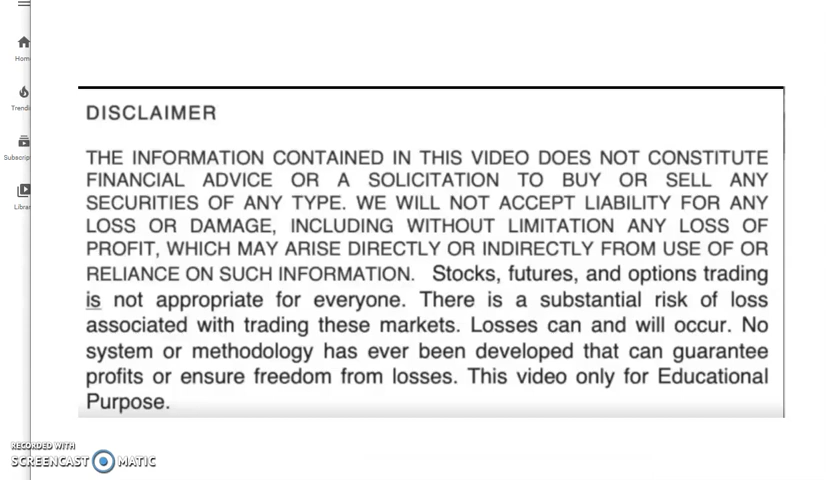 Hom
Trendi
Subscrip
Librar
DISCLAIMER
THE INFORMATION CONTAINED IN THIS VIDEO DOES NOT CONSTITUTE
FINANCIAL ADVICE OR A SOLICITATION TO BUY OR SELL ANY
SECURITIES OF ANY TYPE. WE WILL NOT ACCEPT LIABILITY FOR ANY
LOSS OR DAMAGE, INCLUDING WITHOUT LIMITATION ANY LOSS OF
PROFIT, WHICH MAY ARISE DIRECTLY OR INDIRECTLY FROM USE OF OR
RELIANCE ON SUCH INFORMATION. Stocks, futures, and options trading
is not appropriate for everyone. There is a substantial risk of loss
associated with trading these markets. Losses can and will occur. No
system or methodology has ever been developed that can guarantee
profits or ensure freedom from losses. This video only for Educational
Purpose.
RECORDED WITH
SCREENCAST MATIC